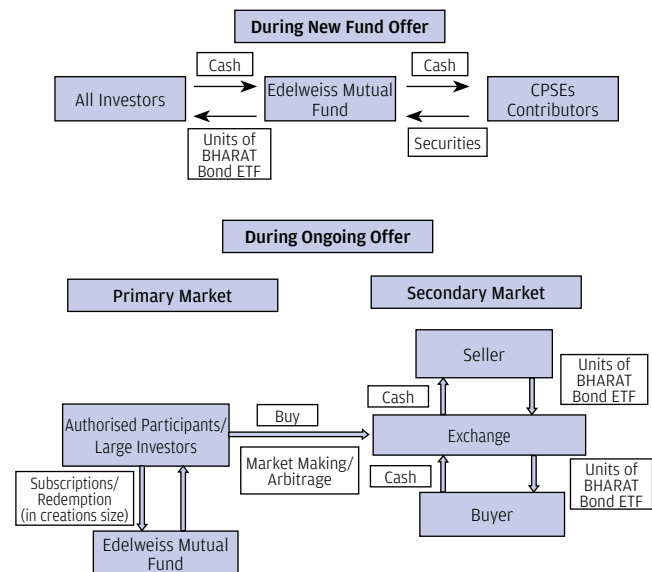 During New Fund Offer
Cash
Cash
All Investors
Edelweiss Mutual
Fund
CPSEs
Contributors
Units of
BHARAT
Bond ETF
Securities
During Ongoing Offer
Primary Market
Secondary Market
Seller
Units of
BHARAT
Bond ETF
Cash
Authorised Participants/
Large Investors
Buy
Exchange
Market Making/
Arbitrage
Cash
Subscriptions/
Redemption
(in creations size)
Units of
BHARAT
Bond ETF
Buyer
Edelweiss Mutual
Fund